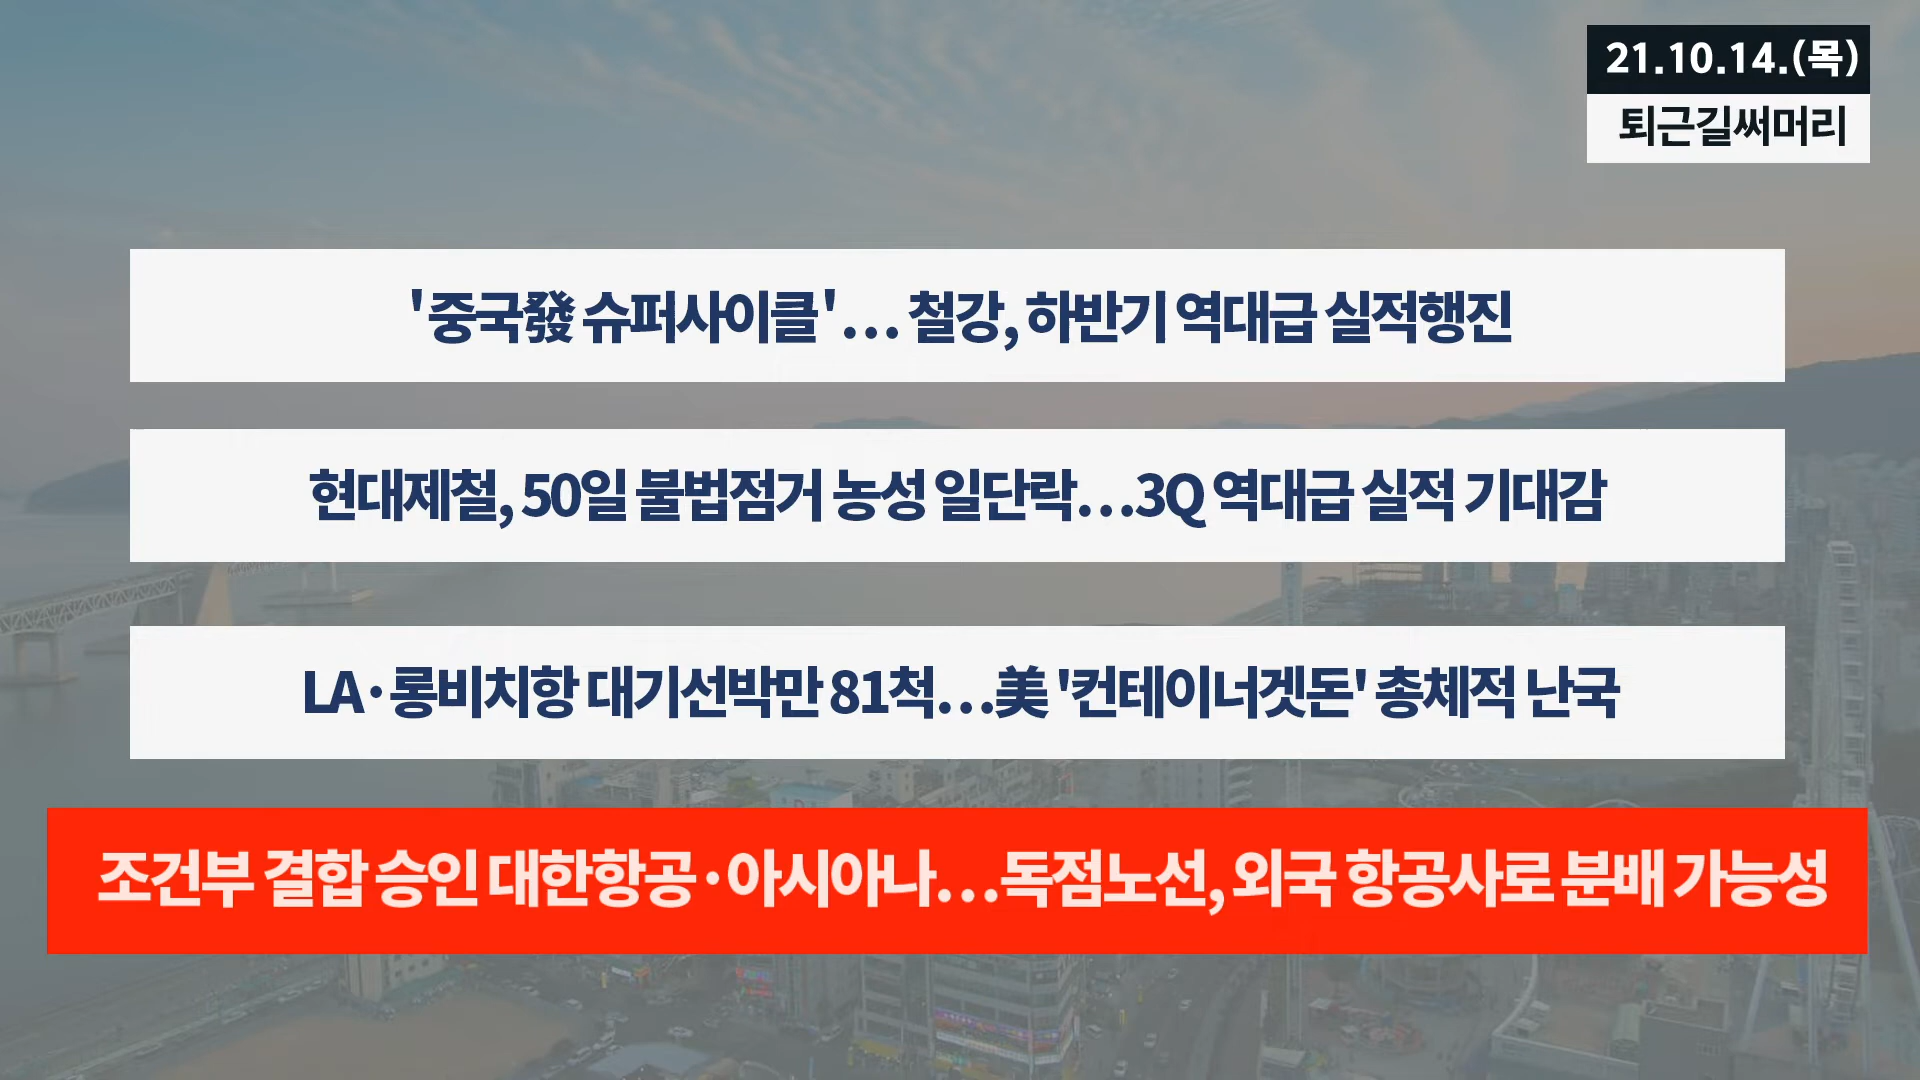 21.10.14.(목)
퇴근길써머리
'중국發 슈퍼사이클'... 철강, 하반기 역대급 실적행진
현대제철, 50일 불법점거 농성 일단락...3Q 역대급 실적 기대감
LA·롱비치항 대기선박만 81척...美 '컨테이너겟돈' 총체적 난국
조건부 결합 승인 대한항공·아시아나...독점노선, 외국 항공사로 분배 가능성